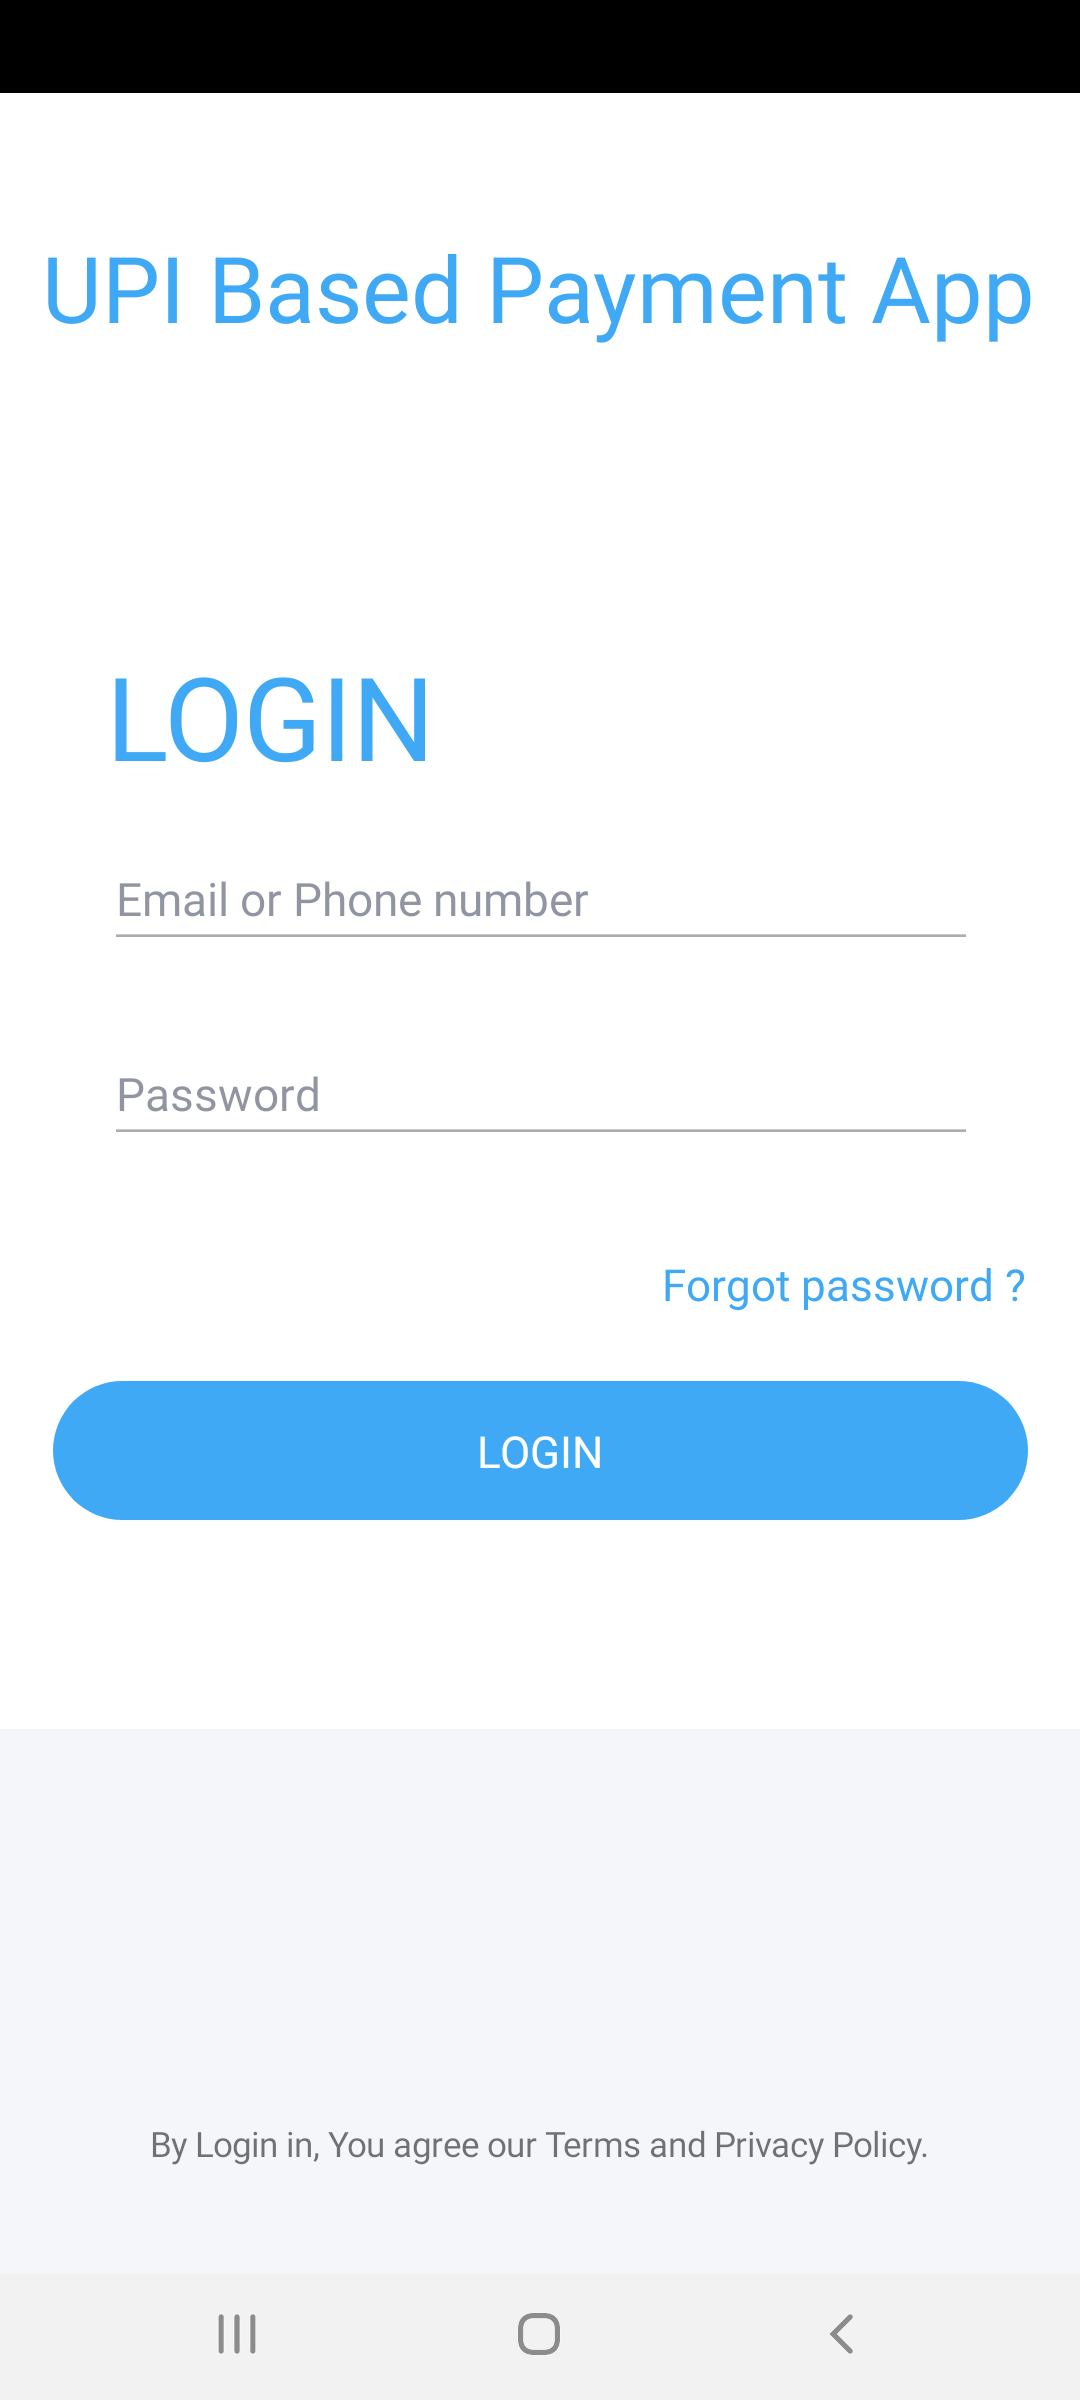 UPI Based Payment App
LOGIN
Email or Phone number
Password
Forgot password ?
LOGIN
By Login in, You agree our Terms and Privacy Policy.